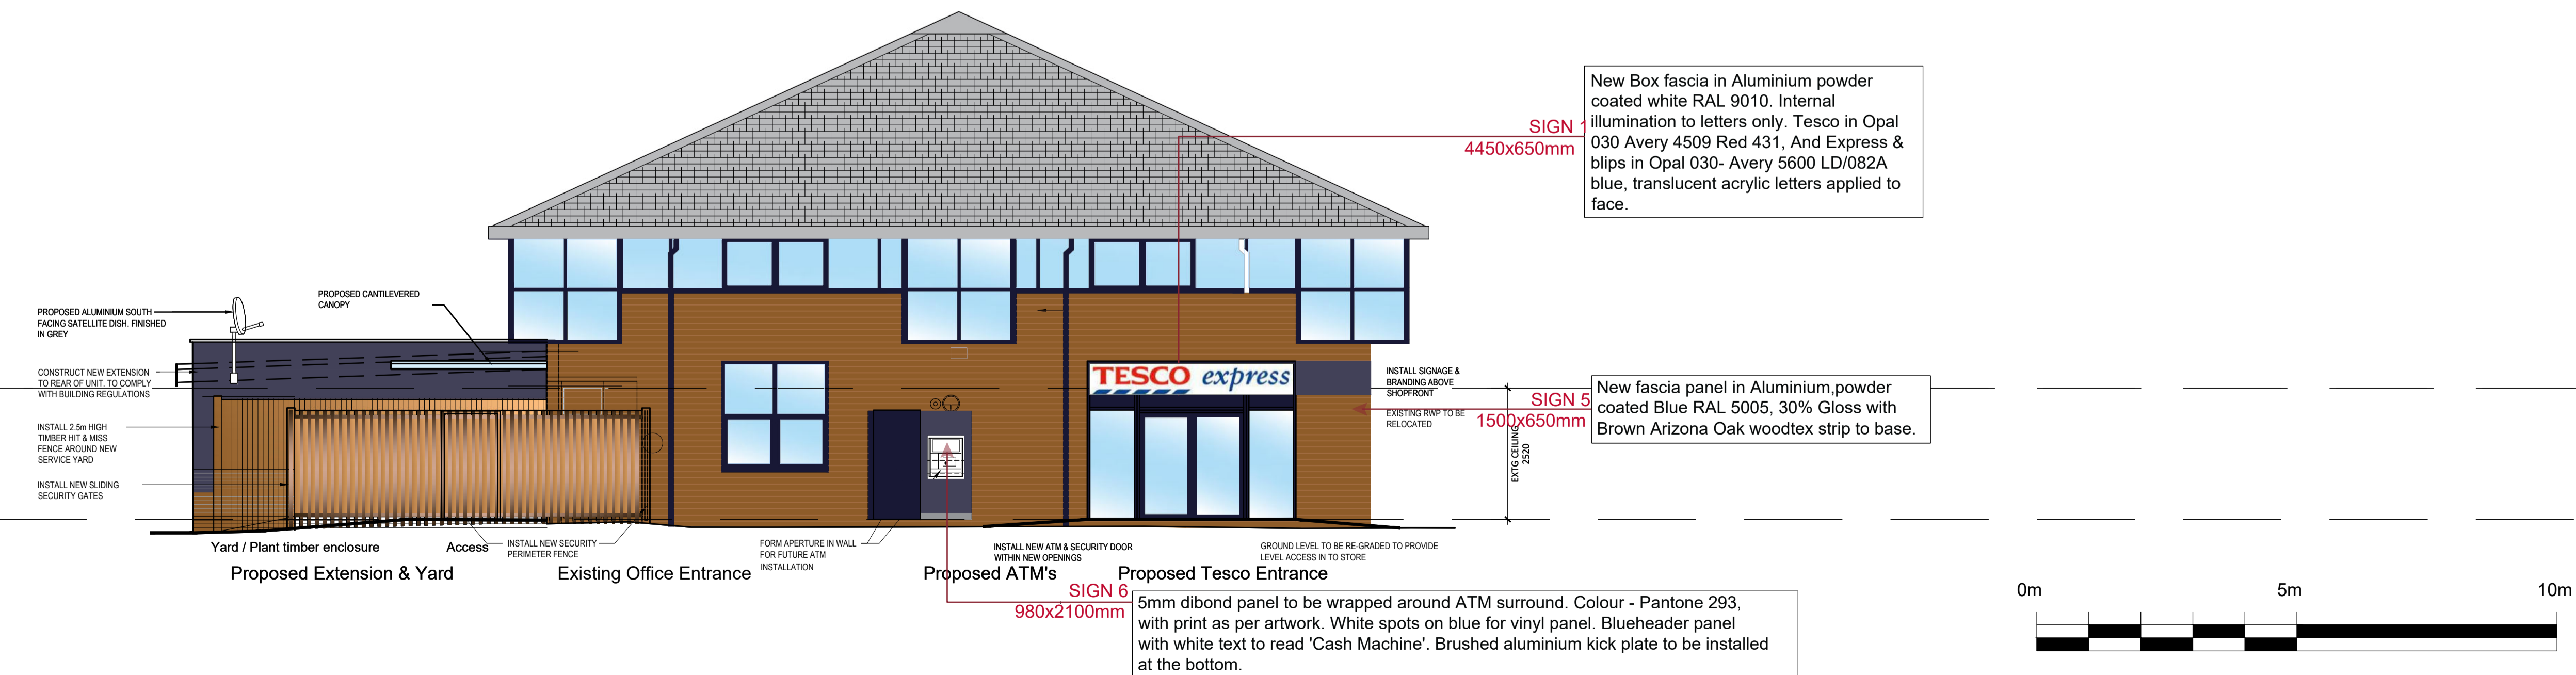 New Box fascia in Aluminium powder
coated white RAL 9010. Internal
illumination to letters only. Tesco in Opal
030 Avery 4509 Red 431, And Express &
blips in Opal 030- Avery 5600 LD/082A
blue, translucent acrylic letters applied to
face.
SIGN 1
4450x650mm
PROPOSED CANTILEVERED
CANOPY
PROPOSED ALUMINIUM SOUTH
FACING SATELLITE DISH. FINISHED
IN GREY
CONSTRUCT NEW EXTENSION
TO REAR OF UNIT. TO COMPLY
WITH BUILDING REGULATIONS
INSTALL 2.5m HIGH
TIMBER HIT & MISS
FENCE AROUND NEW
SERVICE YARD
INSTALL NEW SLIDING
SECURITY GATES
TESCO express
INSTALL SIGNAGE &
BRANDING ABOVE
SHOPFRONT
EXISTING RWP TO BE
RELOCATED
SIGN 5
1500x650mm
New fascia panel in Aluminium,powder
coated Blue RAL 5005, 30% Gloss with
Brown Arizona Oak woodtex strip to base.
EXTG CEILING
2520
Yard / Plant timber enclosure
Access
INSTALL NEW SECURITY
PERIMETER FENCE
FORM APERTURE IN WALL
FOR FUTURE ATM
INSTALLATION
INSTALL NEW ATM & SECURITY DOOR
WITHIN NEW OPENINGS
GROUND LEVEL TO BE RE-GRADED TO PROVIDE
LEVEL ACCESS IN TO STORE
Proposed Extension & Yard
Existing Office Entrance
Proposed ATM's
Proposed Tesco Entrance
SIGN 6
980x2100mm
5mm dibond panel to be wrapped around ATM surround. Colour - Pantone 293,
with print as per artwork. White spots on blue for vinyl panel. Blueheader panel
with white text to read 'Cash Machine'. Brushed aluminium kick plate to be installed
at the bottom.
0m
5m
10m